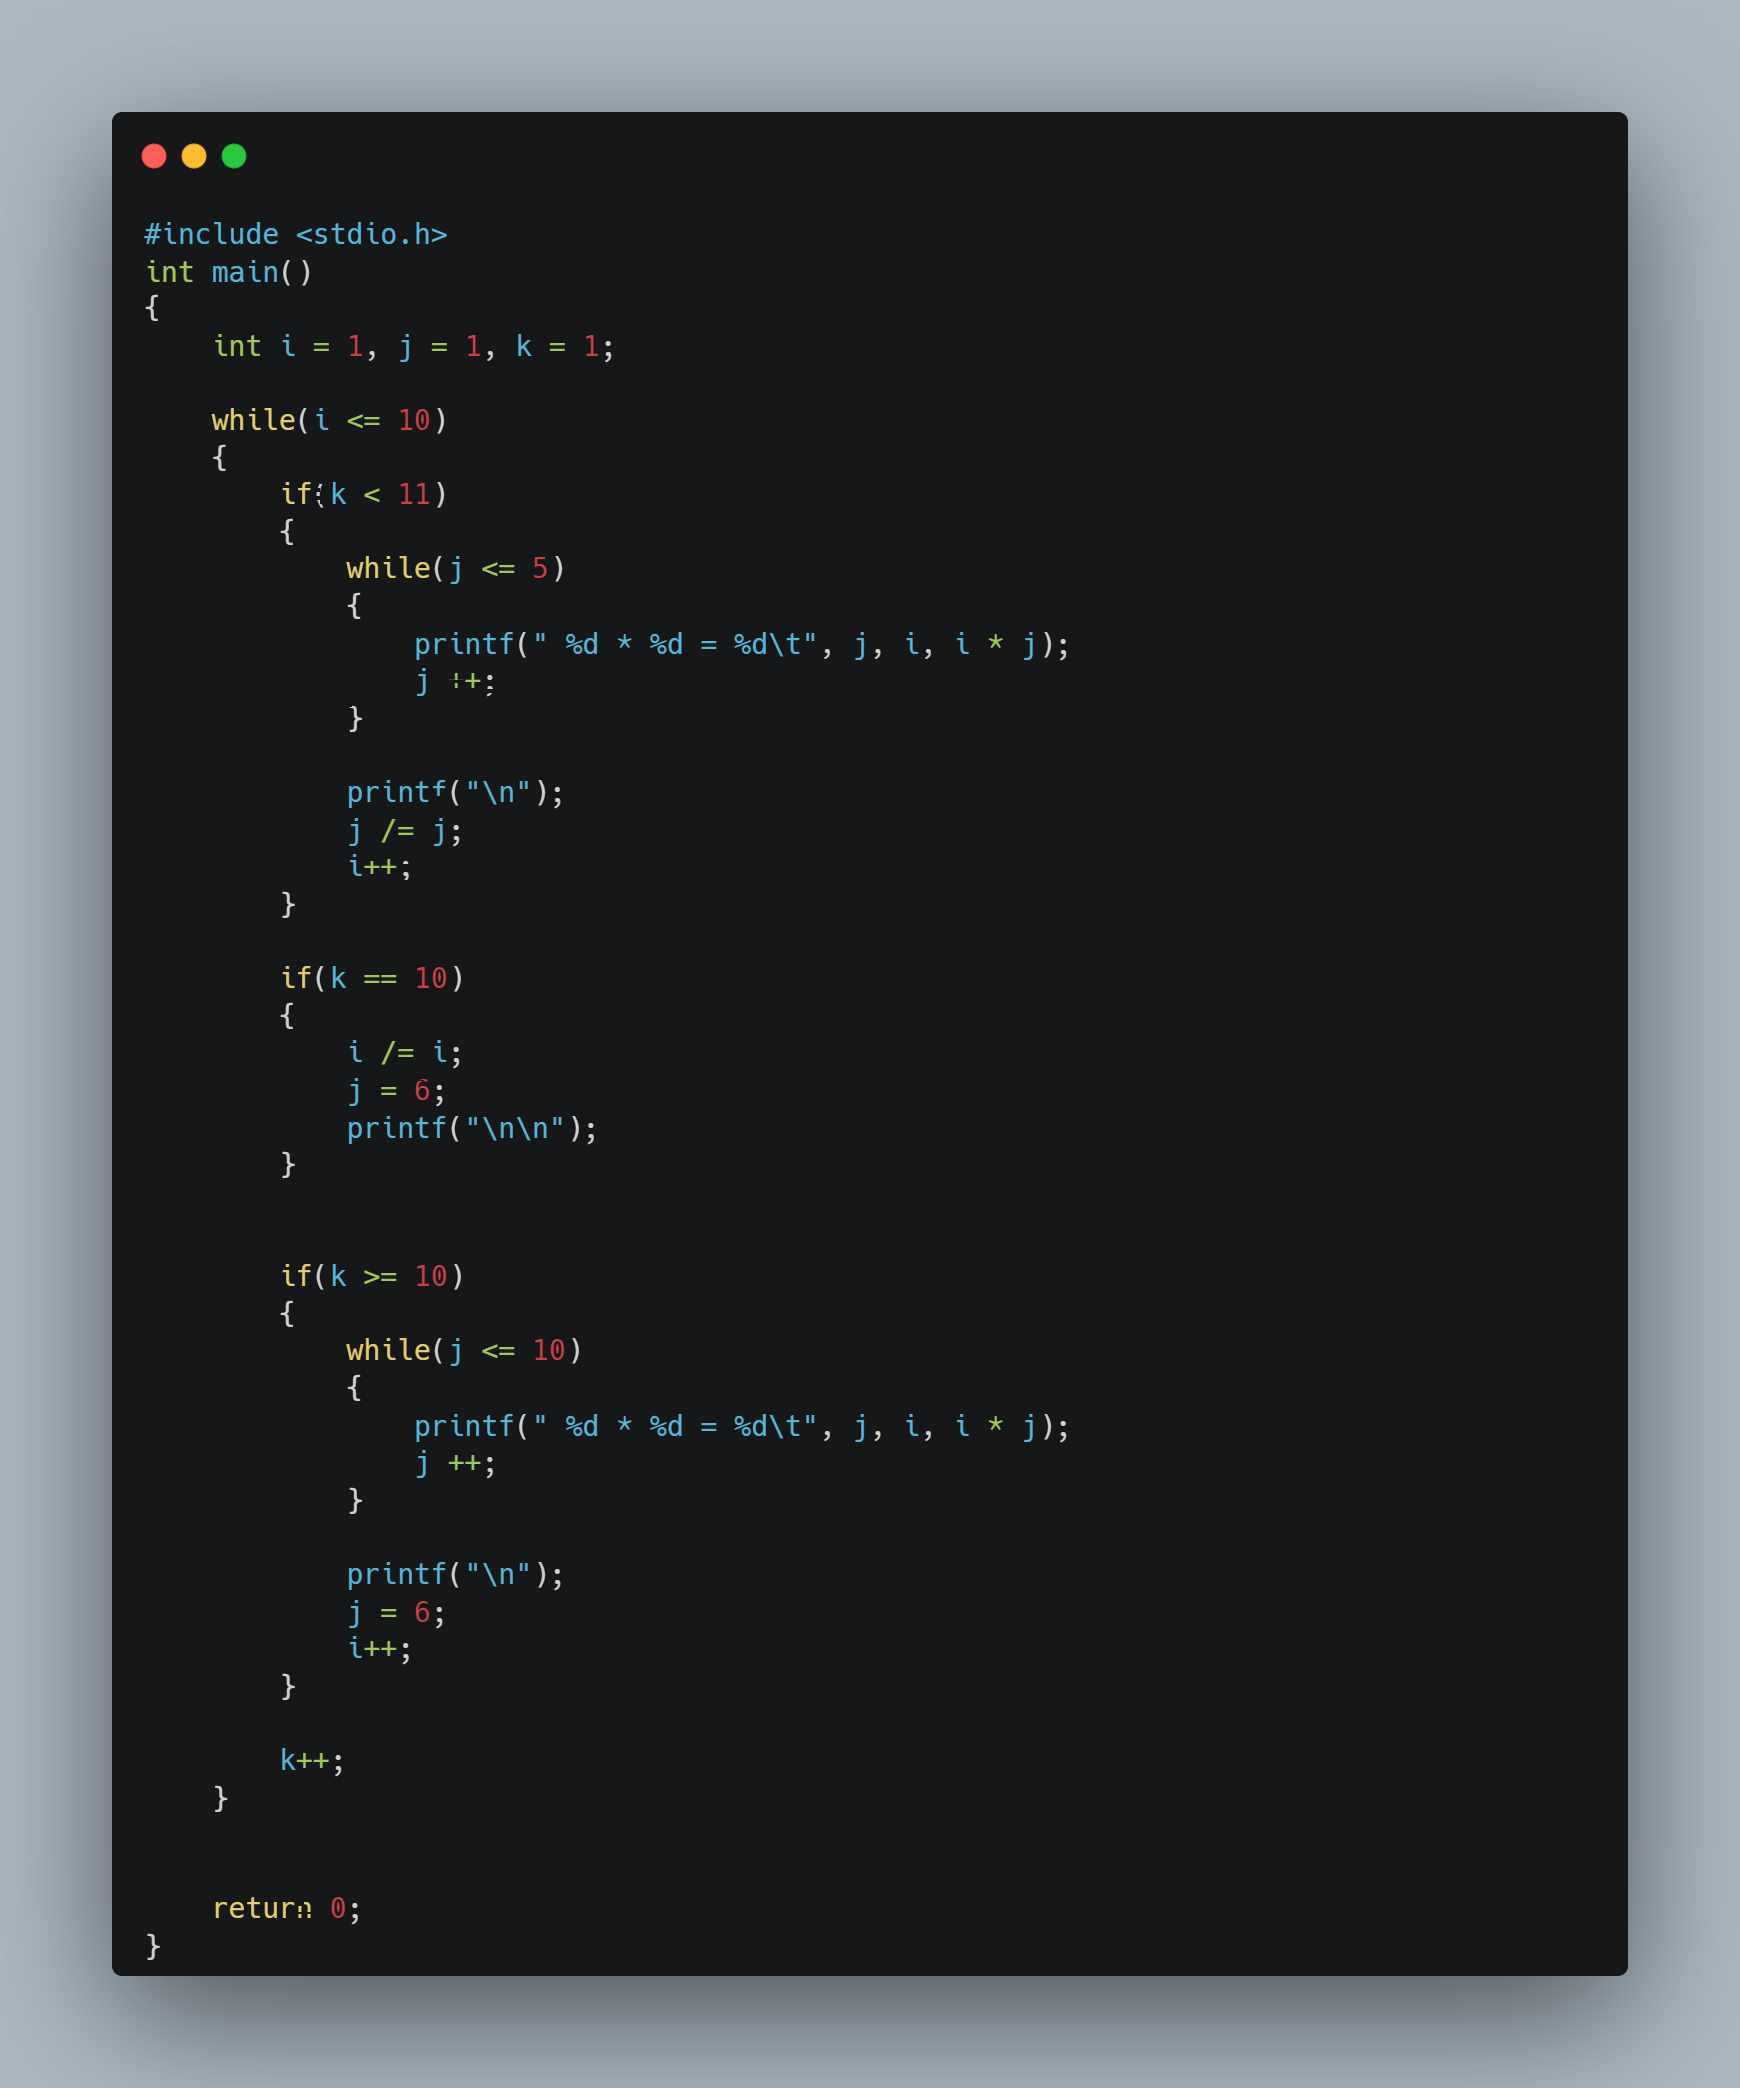 #include <stdio.h>
int main()
{
    int i = 1, j = 1, k = 1;

    while(i <= 10)
    {
        if(k < 11)
        {
            while(j <= 5)
            {
                printf(" %d * %d = %d\t", j, i, i * j);
                j ++;
            }

            printf("\n");
            j /= j;
            i++;
        }

        if(k == 10)
        {
            i /= i;
            j = 6;
            printf("\n\n");
        }


        if(k >= 10)
        {
            while(j <= 10)
            {
                printf(" %d * %d = %d\t", j, i, i * j);
                j ++;
            }

            printf("\n");
            j = 6;
            i++;
        }

        k++;
    }


    return 0;
}